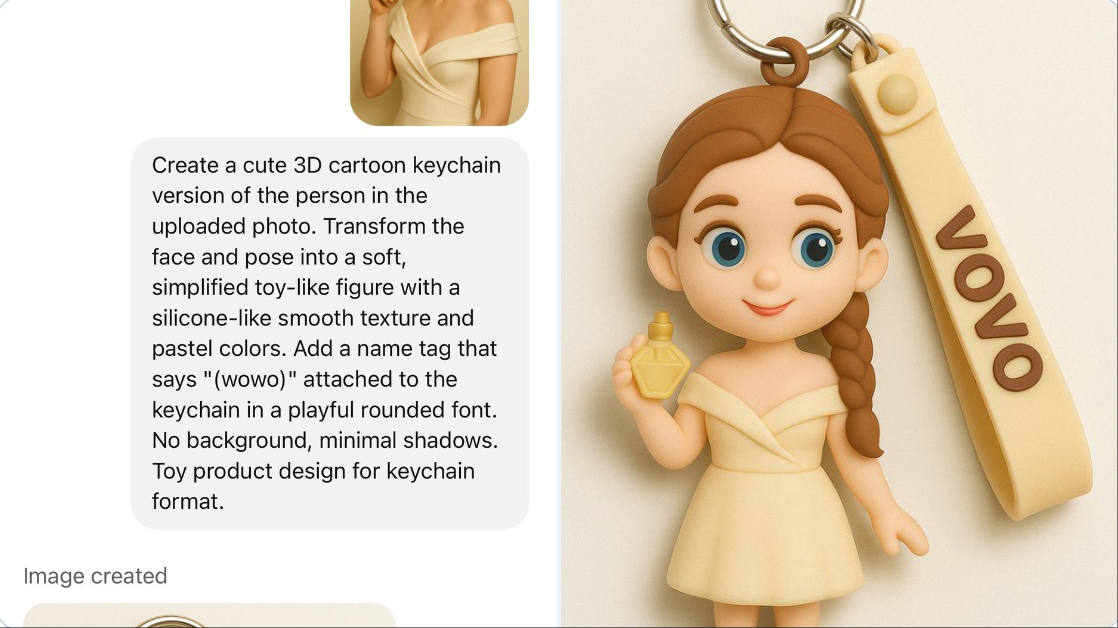 Create a cute 3D cartoon keychain
version of the person in the
uploaded photo. Transform the
face and pose into a soft,
simplified toy-like figure with a
silicone-like smooth texture and
pastel colors. Add a name tag that
says "(wowo)" attached to the
keychain in a playful rounded font.
No background, minimal shadows.
Toy product design for keychain
format.
Image created
VOVO